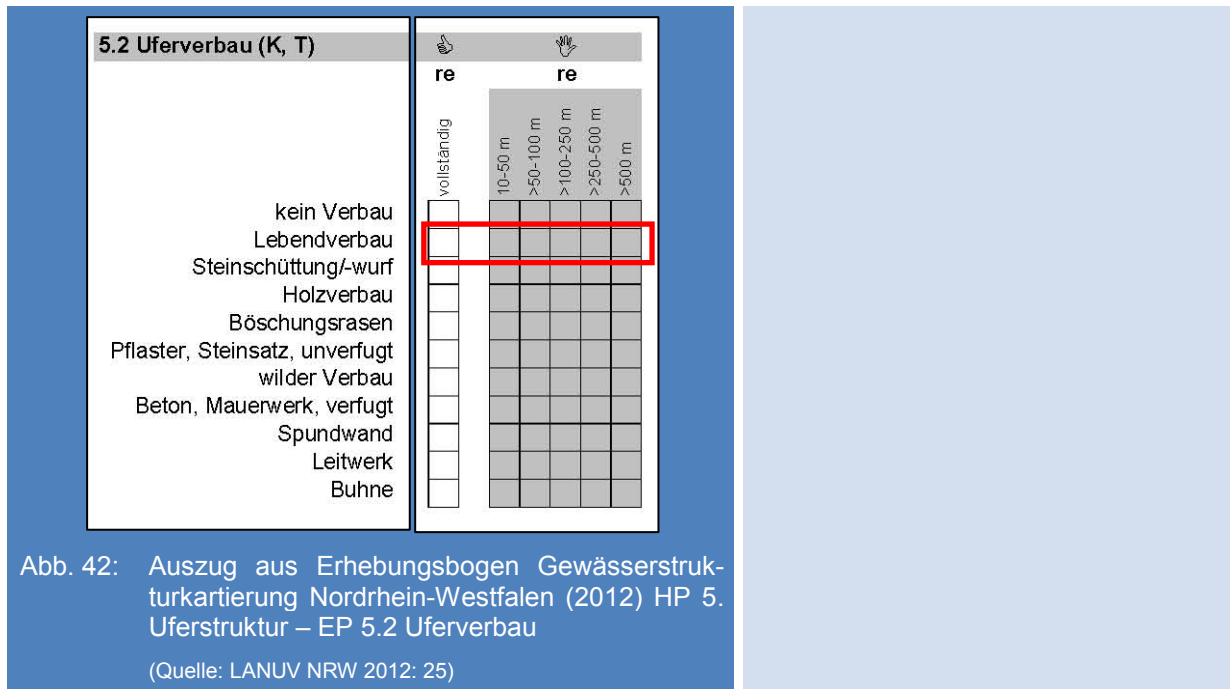 5.2 Uferverbau (K, T) 👍 🖐
re re
vollständig
10-50 m
>50-100 m
>100-250 m
>250-500 m
>500 m
kein Verbau
Lebendverbau
Steinschüttung/-wurf
Holzverbau
Böschungsrasen
Pflaster, Steinsatz, unverfugt
wilder Verbau
Beton, Mauerwerk, verfugt
Spundwand
Leitwerk
Buhne
Abb. 42: Auszug aus Erhebungsbogen Gewässerstruk-
turkartierung Nordrhein-Westfalen (2012) HP 5.
Uferstruktur – EP 5.2 Uferverbau
(Quelle: LANUV NRW 2012: 25)